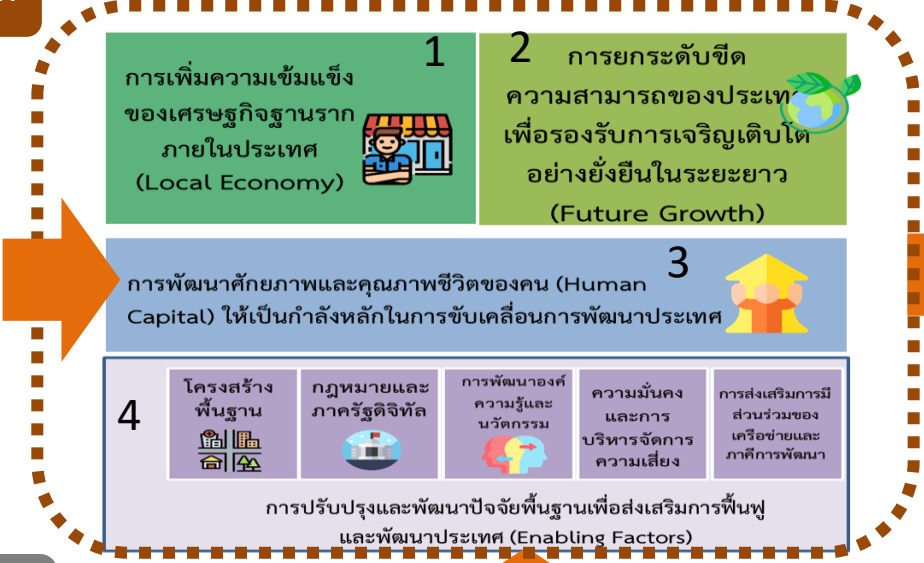 1
การเพิ่มความเข้มแข็ง
ของเศรษฐกิจฐานราก
ภายในประเทศ
(Local Economy)
2
การยกระดับขีด
ความสามารถของประเทศ
เพื่อรองรับการเจริญเติบโต
อย่างยั่งยืนในระยะยาว
(Future Growth)
3
การพัฒนาศักยภาพและคุณภาพชีวิตของคน (Human
Capital) ให้เป็นกำลังหลักในการขับเคลื่อนการพัฒนาประเทศ
4
โครงสร้าง
พื้นฐาน
กฎหมายและ
ภาครัฐดิจิทัล
การพัฒนาองค์
ความรู้และ
นวัตกรรม
ความมั่นคง
และการ
บริหารจัดการ
ความเสี่ยง
การส่งเสริมการมี
ส่วนร่วมของ
เครือข่ายและ
ภาคีการพัฒนา
การปรับปรุงและพัฒนาปัจจัยพื้นฐานเพื่อส่งเสริมการฟื้นฟู
และพัฒนาประเทศ (Enabling Factors)